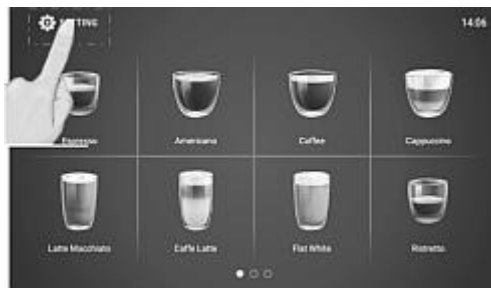 SETTING 14:06
Espresso Americano Coffee Cappuccino
Latte Macchiato Caffe Latte Flat White Ristretto